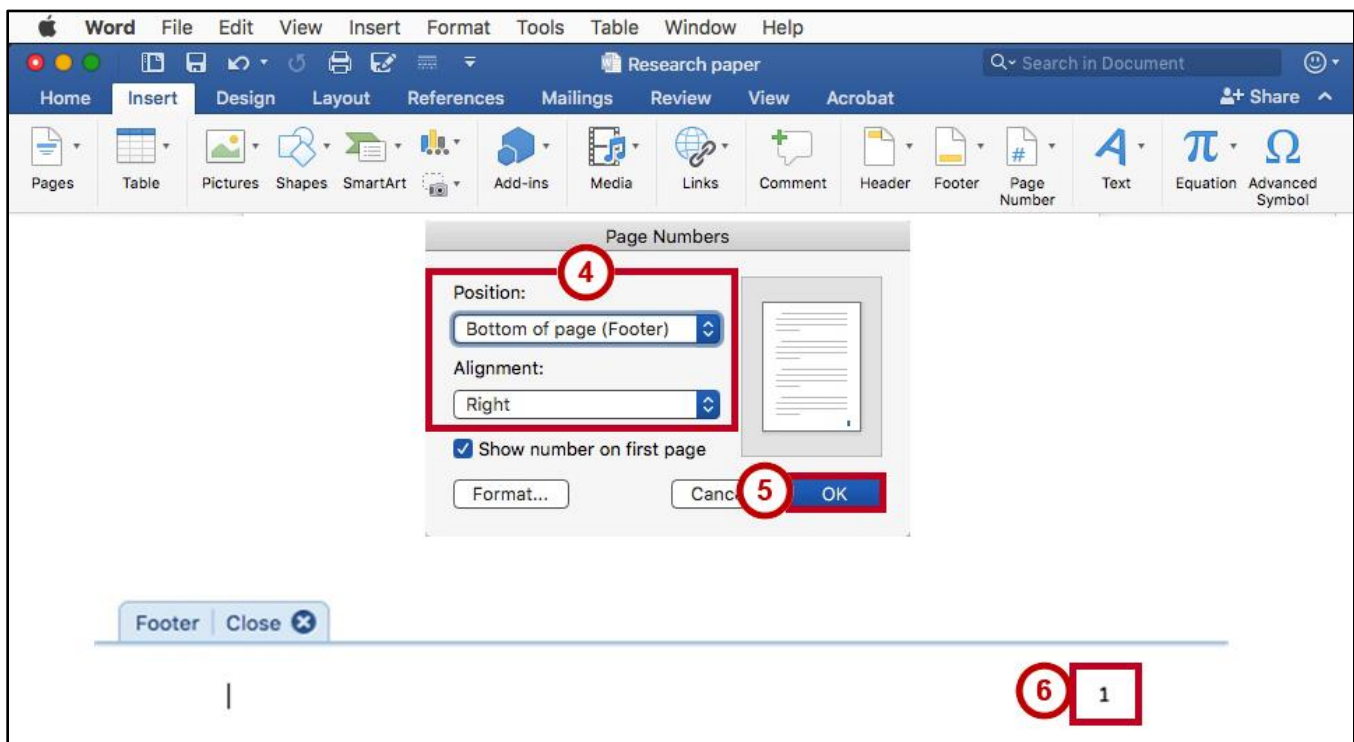 Word File Edit View Insert Format Tools Table Window Help
Research paper Search in Document
Home Insert Design Layout References Mailings Review View Acrobat Share
Pages Table Pictures Shapes SmartArt Add-ins Media Links Comment Header Footer Page Number Text Equation Advanced Symbol
Page Numbers
4
Position:
Bottom of page (Footer)
Alignment:
Right
Show number on first page
Format... Canc 5 OK
Footer Close
6 1